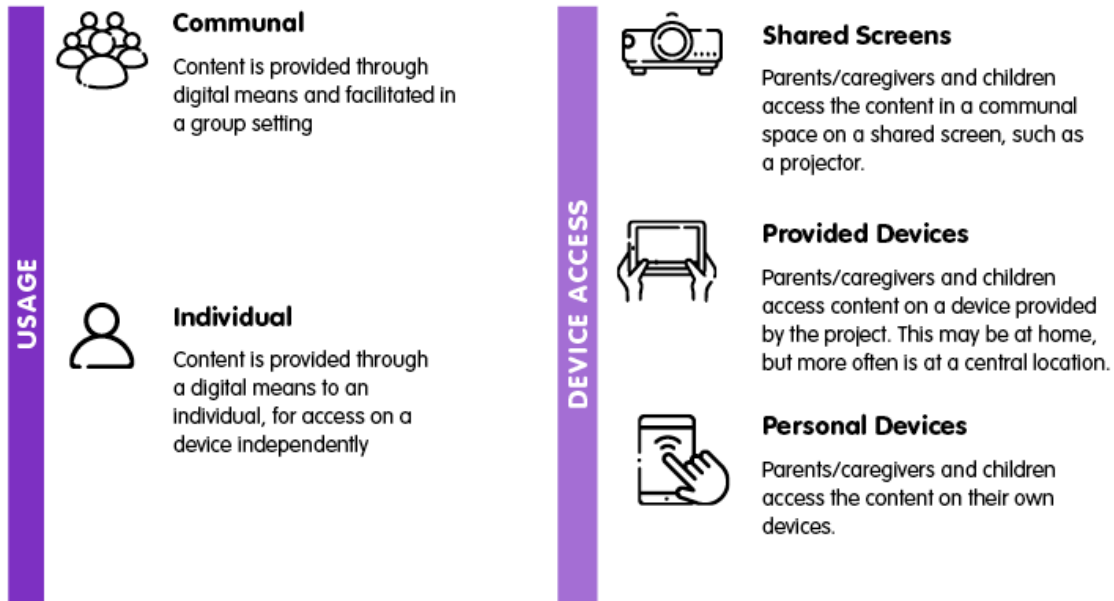 USAGE
Communal
Content is provided through
digital means and facilitated in
a group setting
Individual
Content is provided through
a digital means to an
individual, for access on a
device independently
DEVICE ACCESS
Shared Screens
Parents/caregivers and children
access the content in a communal
space on a shared screen, such as
a projector.
Provided Devices
Parents/caregivers and children
access content on a device provided
by the project. This may be at home,
but more often is at a central location.
Personal Devices
Parents/caregivers and children
access the content on their own
devices.